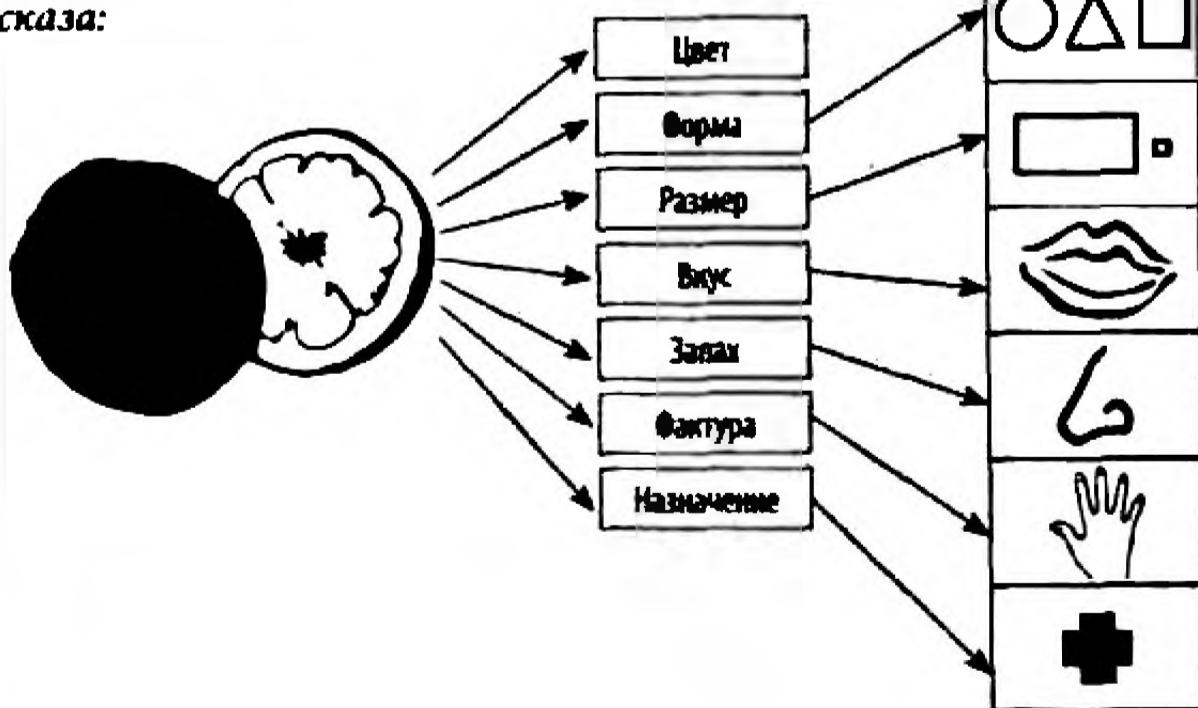 сказа:
Цвет
Форма
Размер
Вкус
Запах
Фактура
Назначение